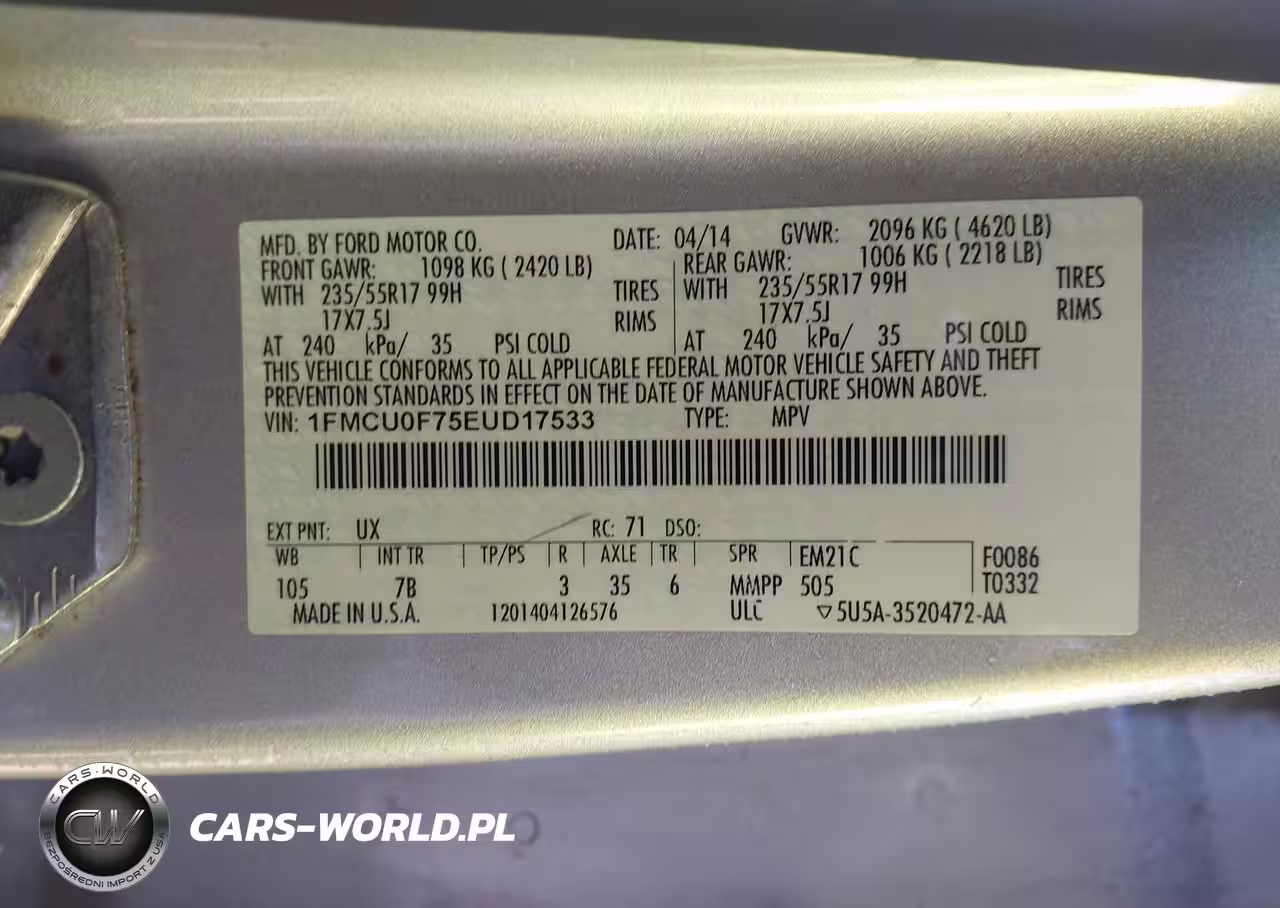 MFD. BY FORD MOTOR CO. DATE: 04/14 GVWR: 2096 KG ( 4620 LB)
FRONT GAWR: 1098 KG ( 2420 LB) REAR GAWR: 1006 KG ( 2218 LB)
WITH 235/55R17 99H TIRES WITH 235/55R17 99H TIRES
17X7.5J RIMS 17X7.5J RIMS
AT 240 kPa/ 35 PSI COLD AT 240 kPa/ 35 PSI COLD
THIS VEHICLE CONFORMS TO ALL APPLICABLE FEDERAL MOTOR VEHICLE SAFETY AND THEFT
PREVENTION STANDARDS IN EFFECT ON THE DATE OF MANUFACTURE SHOWN ABOVE.
VIN: 1FMCU0F75EUD17533 TYPE: MPV
EXT PNT: UX RC: 71 DSO:
WB INT TR TP/PS R AXLE TR SPR EM21C F0086
105 7B 3 35 6 MMPP 505 T0332
MADE IN U.S.A. 1201404126576 ULC ▽5U5A-3520472-AA
CARS-WORLD
CW
BEZPOŚREDNI IMPORT Z USA
CARS-WORLD.PL